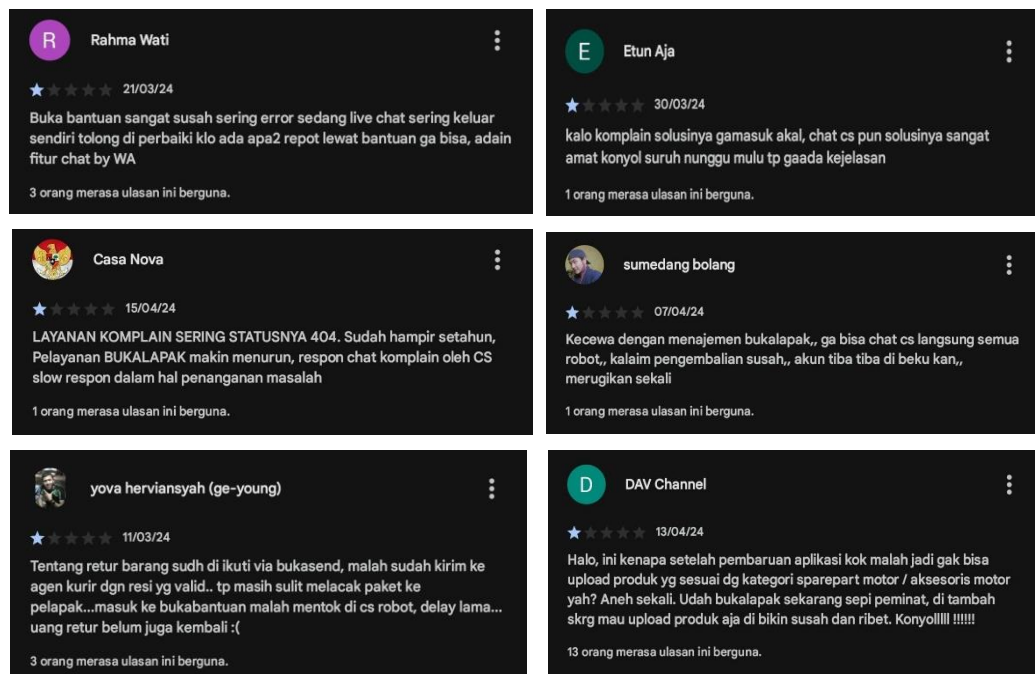 R
Rahma Wati
21/03/24
Buka bantuan sangat susah sering error sedang live chat sering keluar
sendiri tolong di perbaiki klo ada apa2 repot lewat bantuan ga bisa, adain
fitur chat by WA
3 orang merasa ulasan ini berguna.
E
Etun Aja
30/03/24
kalo komplain solusinya gamasuk akal, chat cs pun solusinya sangat
amat konyol suruh nunggu mulu tp gaada kejelasan
1 orang merasa ulasan ini berguna.
Casa Nova
15/04/24
LAYANAN KOMPLAIN SERING STATUSNYA 404. Sudah hampir setahun,
Pelayanan BUKALAPAK makin menurun, respon chat komplain oleh CS
slow respon dalam hal penanganan masalah
1 orang merasa ulasan ini berguna.
sumedang bolang
07/04/24
Kecewa dengan menajemen bukalapak,, ga bisa chat cs langsung semua
robot,, kalaim pengembalian susah,, akun tiba tiba di beku kan,,
merugikan sekali
1 orang merasa ulasan ini berguna.
yova herviansyah (ge-young)
11/03/24
Tentang retur barang sudh di ikuti via bukasend, malah sudah kirim ke
agen kurir dgn resi yg valid.. tp masih sulit melacak paket ke
pelapak...masuk ke bukabantuan malah mentok di cs robot, delay lama...
uang retur belum juga kembali :(
3 orang merasa ulasan ini berguna.
D
DAV Channel
13/04/24
Halo, ini kenapa setelah pembaruan aplikasi kok malah jadi gak bisa
upload produk yg sesuai dg kategori sparepart motor / aksesoris motor
yah? Aneh sekali. Udah bukalapak sekarang sepi peminat, di tambah
skrg mau upload produk aja di bikin susah dan ribet. Konyolllll !!!!!!
13 orang merasa ulasan ini berguna.